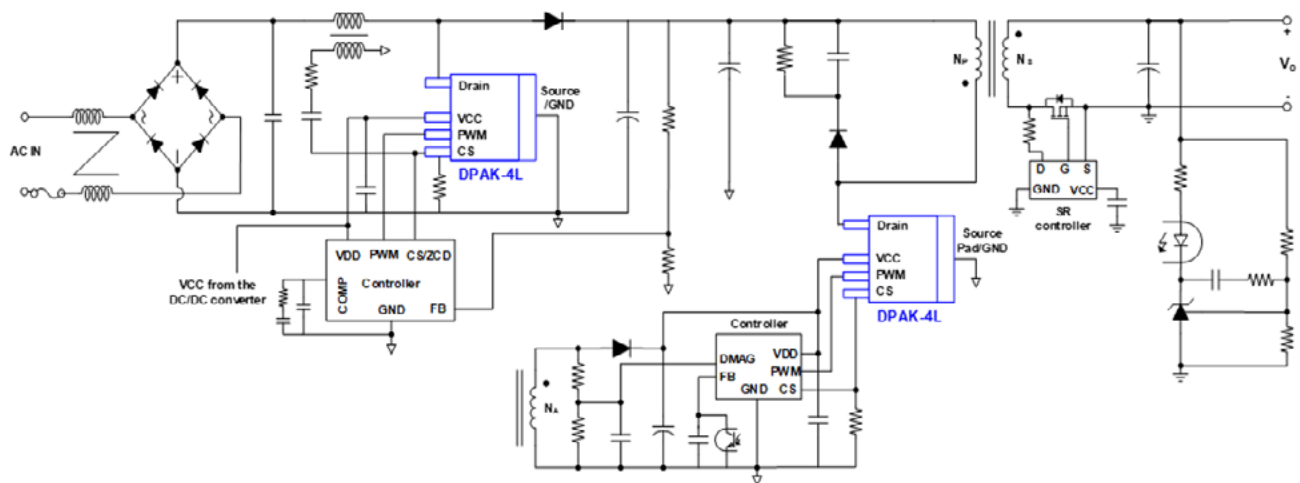 AC IN
Drain
VCC
PWM
CS
Source
/GND
DPAK-4L
VDD PWM CS/ZCD
Controller
COMP
GND
FB
VCC from the
DC/DC converter
NP
NS
+
VO
-
D G S
GND VCC
SR
controller
Drain
VCC
PWM
CS
Source
Pad/GND
DPAK-4L
Controller
DMAG
FB
VDD
PWM
GND CS
NA